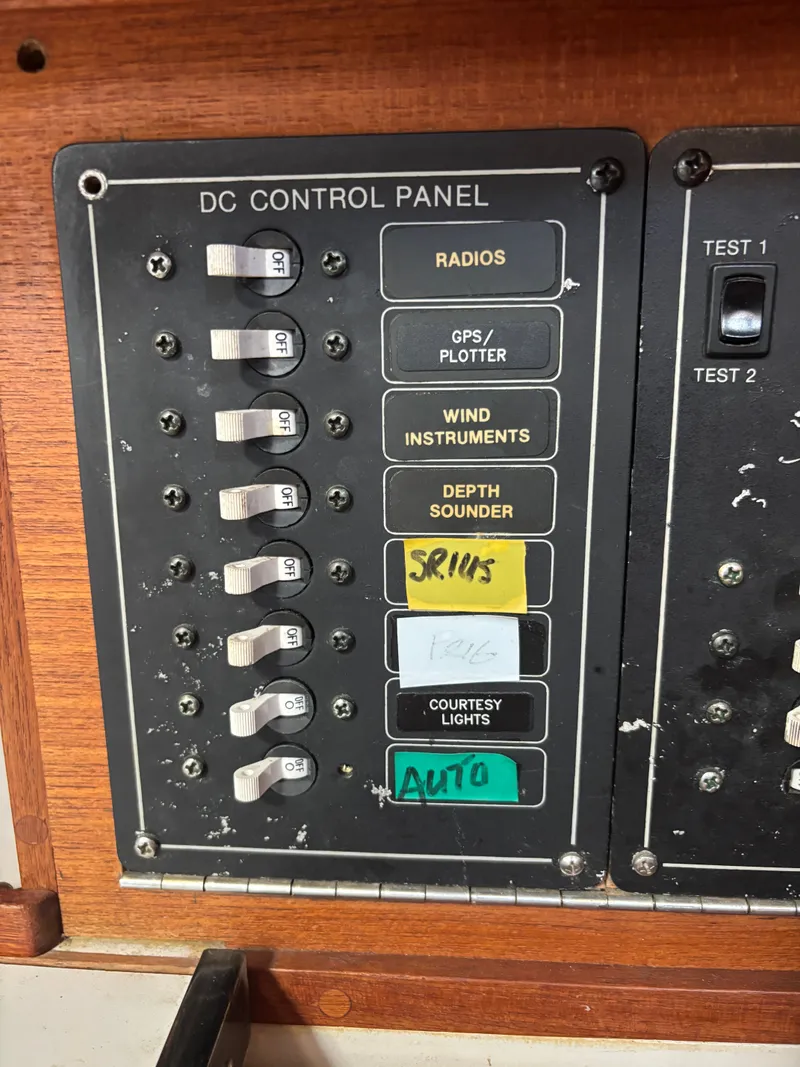 DC CONTROL PANEL
OFF
RADIOS
OFF
GPS/
PLOTTER
OFF
WIND
INSTRUMENTS
OFF
DEPTH
SOUNDER
OFF
OFF
OFF
COURTESY
LIGHTS
OFF
AUTO
TEST 1
TEST 2